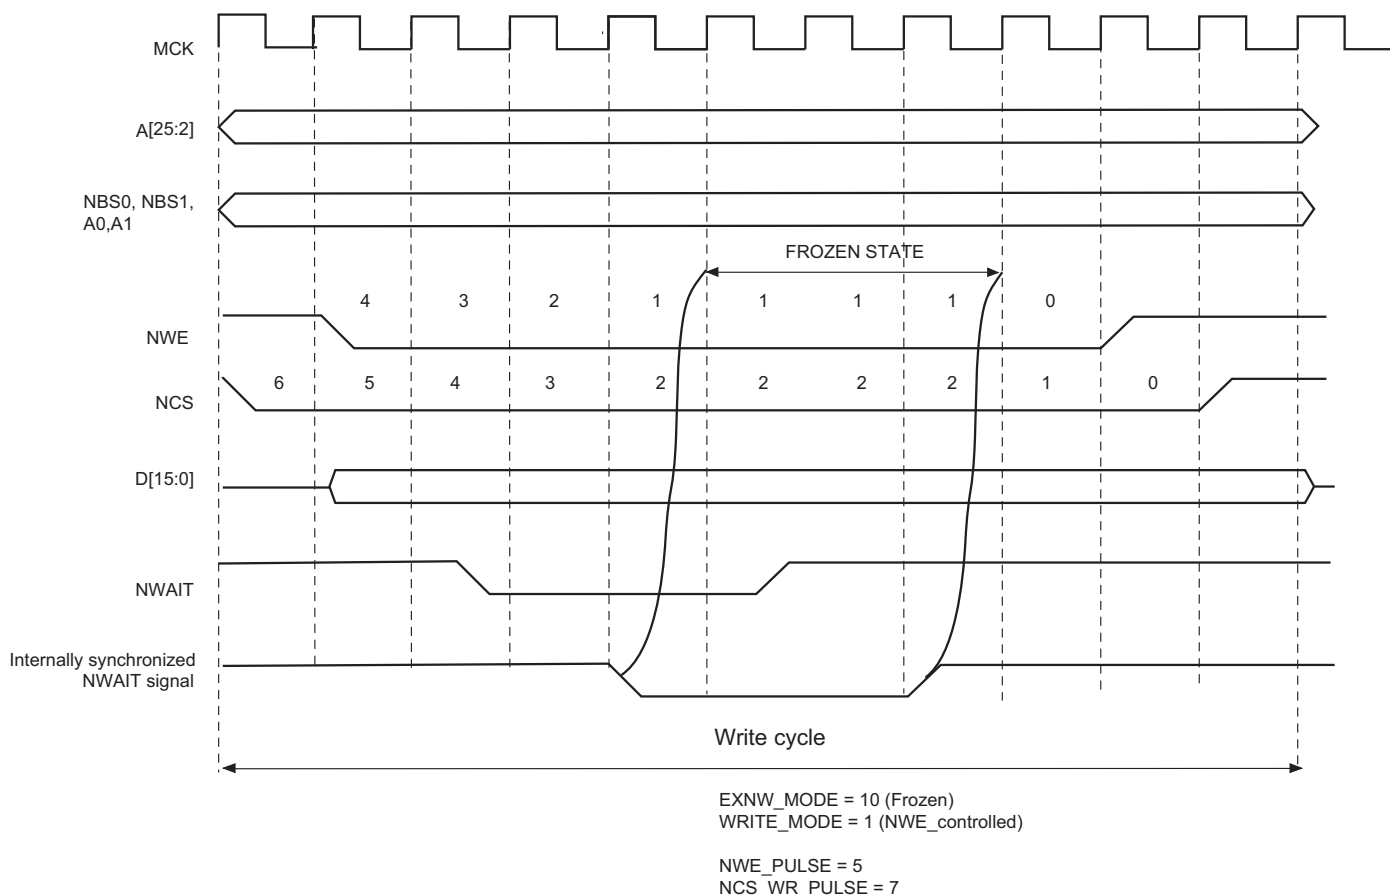 MCK
A[25:2]
NBS0, NBS1,
A0,A1
FROZEN STATE
4 3 2 1 1 1 1 0
NWE
6 5 4 3 2 2 2 2 1 0
NCS
D[15:0]
NWAIT
Internally synchronized
NWAIT signal
Write cycle
EXNW_MODE = 10 (Frozen)
WRITE_MODE = 1 (NWE_controlled)
NWE_PULSE = 5
NCS_WR_PULSE = 7